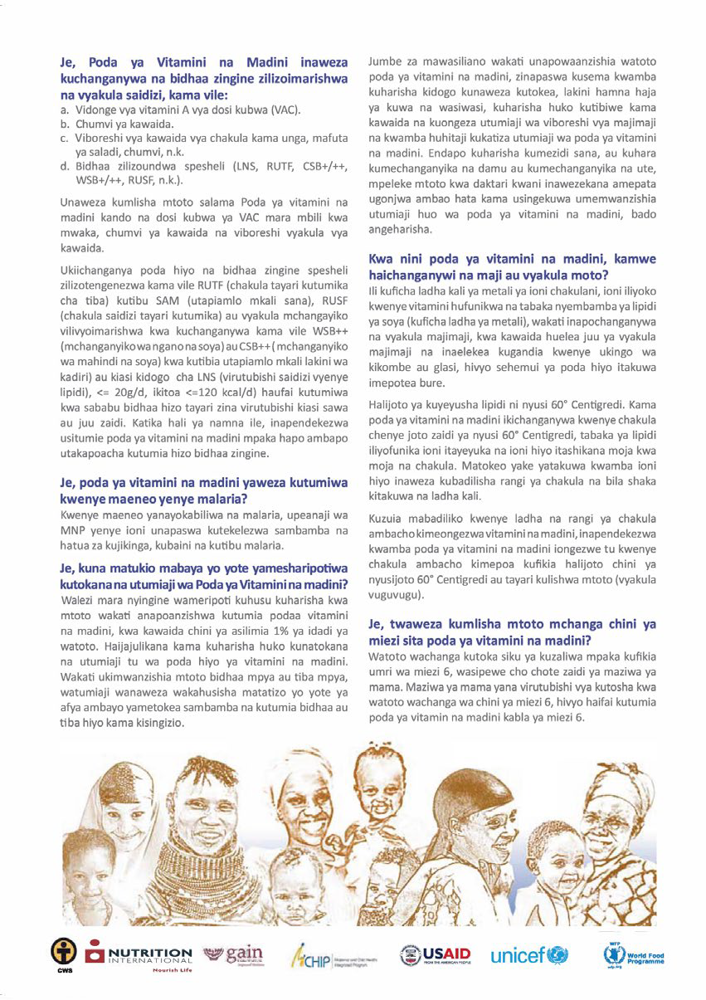 Je, Poda ya Vitamini na Madini inaweza
kuchanganywa na bidhaa zingine zilizoimarishwa
na vyakula saidizi, kama vile:
a. Vidonge vya vitamini A vya dosi kubwa (VAC).
b. Chumvi ya kawaida.
c. Viboreshi vya kawaida vya chakula kama unga, mafuta
ya saladi, chumvi, n.k.
d. Bidhaa zilizoundwa spesheli (LNS, RUTF, CSB+/++,
WSB+/++, RUSF, n.k.).
Unaweza kumlisha mtoto salama Poda ya vitamini na
madini kando na dosi kubwa ya VAC mara mbili kwa
mwaka, chumvi ya kawaida na viboreshi vyakula vya
kawaida.
Ukiichanganya poda hiyo na bidhaa zingine spesheli
zilizotengenezwa kama vile RUTF (chakula tayari kutumika
cha tiba) kutibu SAM (utapiamlo mkali sana), RUSF
(chakula saidizi tayari kutumika) au vyakula mchangayiko
vilivyoimarishwa kwa kuchanganywa kama vile WSB++
(mchanganyiko wa ngano na soya) au CSB++ ( mchanganyiko
wa mahindi na soya) kwa kutibia utapiamlo mkali lakini wa
kadiri) au kiasi kidogo cha LNS (virutubishi saidizi vyenye
lipidi), <= 20g/d, ikitoa <=120 kcal/d) haufai kutumiwa
kwa sababu bidhaa hizo tayari zina virutubishi kiasi sawa
au juu zaidi. Katika hali ya namna ile, inapendekezwa
usitumie poda ya vitamini na madini mpaka hapo ambapo
utakapoacha kutumia hizo bidhaa zingine.
Je, poda ya vitamini na madini yaweza kutumiwa
kwenye maeneo yenye malaria?
Kwenye maeneo yanayokabiliwa na malaria, upeanaji wa
MNP yenye ioni unapaswa kutekelezwa sambamba na
hatua za kujikinga, kubaini na kutibu malaria.
Je, kuna matukio mabaya yo yote yamesharipotiwa
kutokana na utumiaji wa Poda ya Vitamini na madini?
Walezi mara nyingine wameripoti kuhusu kuharisha kwa
mtoto wakati anapoanzishwa kutumia podaa vitamini
na madini, kwa kawaida chini ya asilimia 1% ya idadi ya
watoto. Haijajulikana kama kuharisha huko kunatokana
na utumiaji tu wa poda hiyo ya vitamini na madini.
Wakati ukimwanzishia mtoto bidhaa mpya au tiba mpya,
watumiaji wanaweza wakahusisha matatizo yo yote ya
afya ambayo yametokea sambamba na kutumia bidhaa au
tiba hiyo kama kisingizio.
Jumbe za mawasiliano wakati unapowaanzishia watoto
poda ya vitamini na madini, zinapaswa kusema kwamba
kuharisha kidogo kunaweza kutokea, lakini hamna haja
ya kuwa na wasiwasi, kuharisha huko kutibiwe kama
kawaida na kuongeza utumiaji wa viboreshi vya majimaji
na kwamba huhitaji kukatiza utumiaji wa poda ya vitamini
na madini. Endapo kuharisha kumezidi sana, au kuhara
kumechanganyika na damu au kumechanganyika na ute,
mpeleke mtoto kwa daktari kwani inawezekana amepata
ugonjwa ambao hata kama usingekuwa umemwanzishia
utumiaji huo wa poda ya vitamini na madini, bado
angeharisha.
Kwa nini poda ya vitamini na madini, kamwe
haichanganywi na maji au vyakula moto?
Ili kuficha ladha kali ya metali ya ioni chakulani, ioni iliyoko
kwenye vitamini hufunikwa na tabaka nyembamba ya lipidi
ya soya (kuficha ladha ya metali), wakati inapochanganywa
na vyakula majimaji, kwa kawaida huelea juu ya vyakula
majimaji na inaelekea kugandia kwenye ukingo wa
kikombe au glasi, hivyo sehemui ya poda hiyo itakuwa
imepotea bure.
Halijoto ya kuyeyusha lipidi ni nyusi 60° Centigredi. Kama
poda ya vitamini na madini ikichanganywa kwenye chakula
chenye joto zaidi ya nyusi 60° Centigredi, tabaka ya lipidi
iliyofunika ioni itayeyuka na ioni hiyo itashikana moja kwa
moja na chakula. Matokeo yake yatakuwa kwamba ioni
hiyo inaweza kubadilisha rangi ya chakula na bila shaka
kitakuwa na ladha kali.
Kuzuia mabadiliko kwenye ladha na rangi ya chakula
ambacho kimeongezwa vitamini na madini, inapendekezwa
kwamba poda ya vitamini na madini iongezwe tu kwenye
chakula ambacho kimepoa kufikia halijoto chini ya
nyusijoto 60° Centigredi au tayari kulishwa mtoto (vyakula
vuguvugu).
Je, twaweza kumlisha mtoto mchanga chini ya
miezi sita poda ya vitamini na madini?
Watoto wachanga kutoka siku ya kuzaliwa mpaka kufikia
umri wa miezi 6, wasipewe cho chote zaidi ya maziwa ya
mama. Maziwa ya mama yana virutubishi vya kutosha kwa
watoto wachanga wa chini ya miezi 6, hivyo haifai kutumia
poda ya vitamin na madini kabla ya miezi 6.
CWS
NUTRITION
INTERNATIONAL
Nourish Life
gain
CHIP
Maternal and Child Health
Integrated Program
USAID
FROM THE AMERICAN PEOPLE
unicef
WFP
wfp.org
World Food
Programme